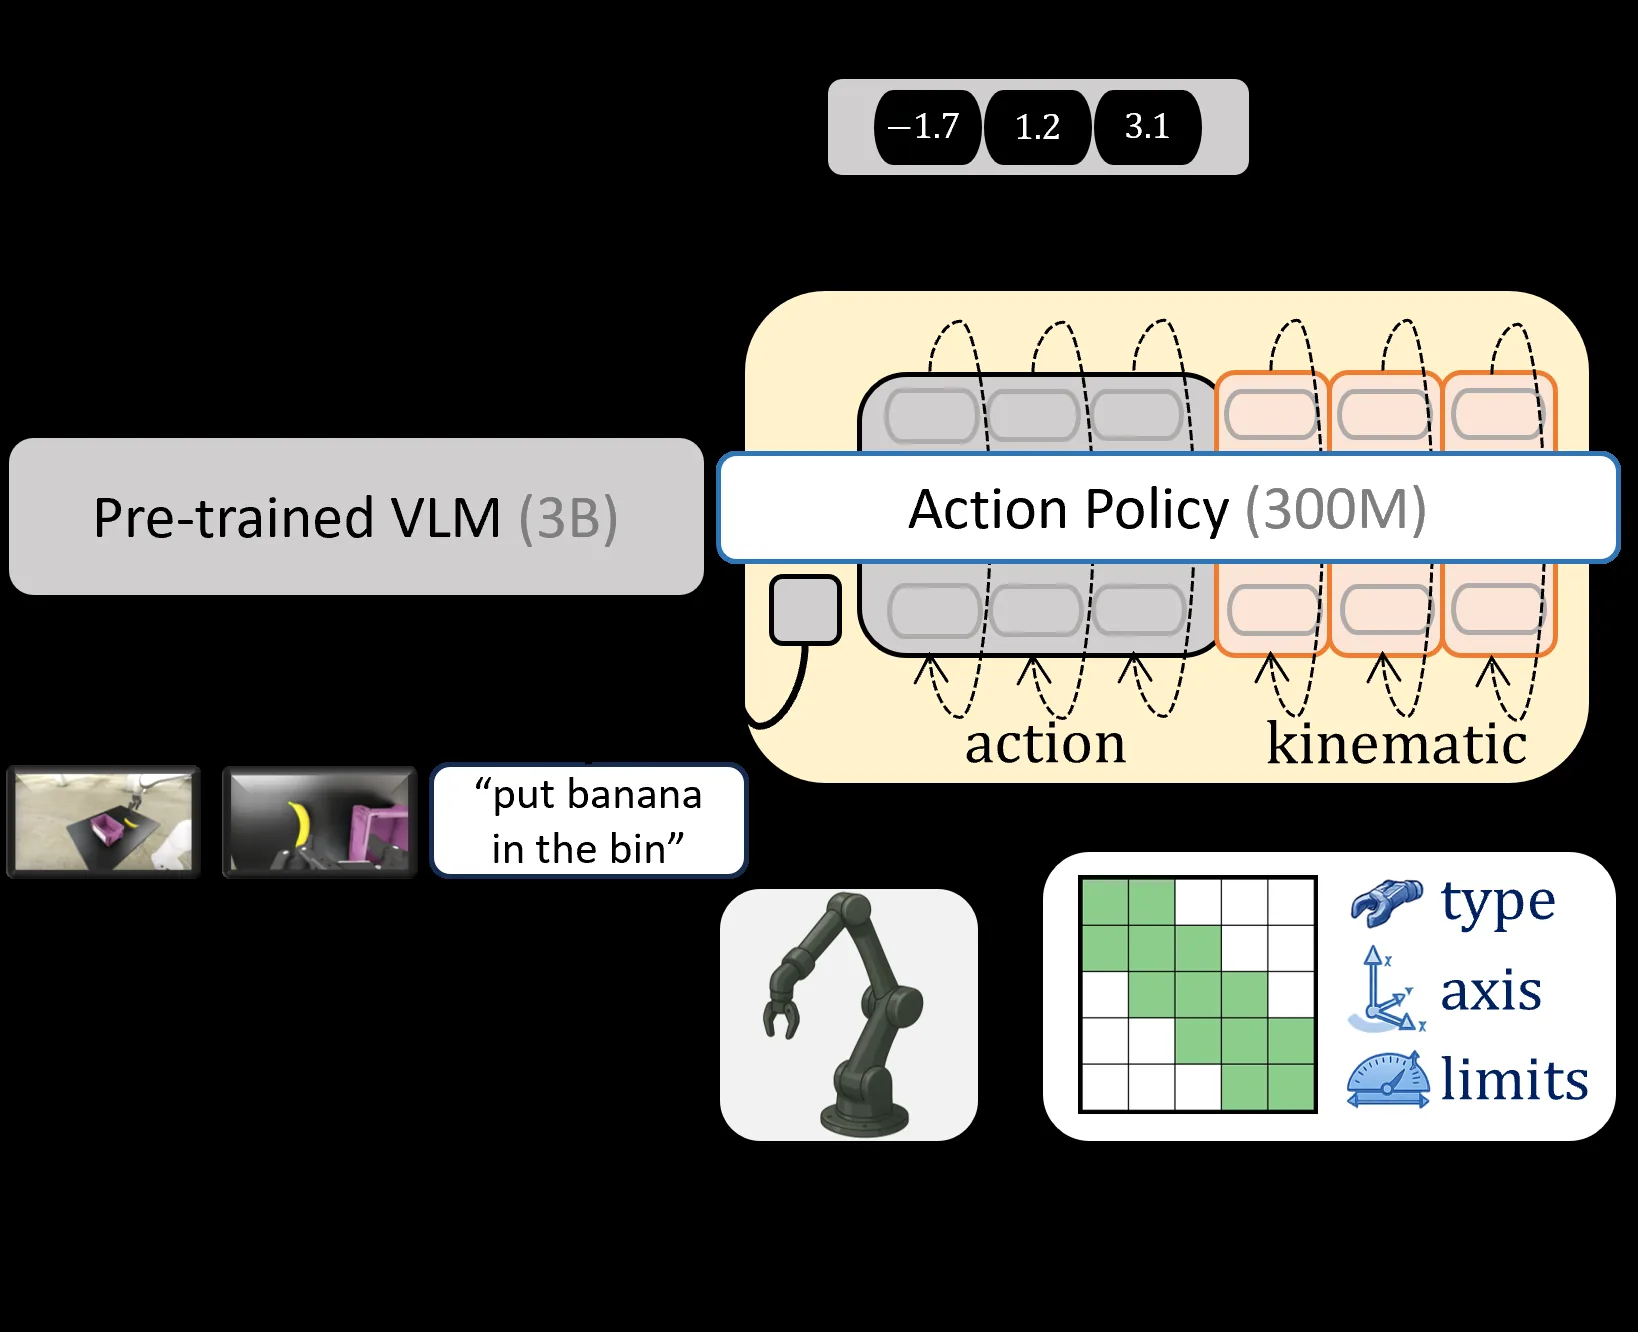 −1.7 1.2 3.1
Pre-trained VLM (3B)
Action Policy (300M)
action kinematic
“put banana
in the bin”
type
axis
limits